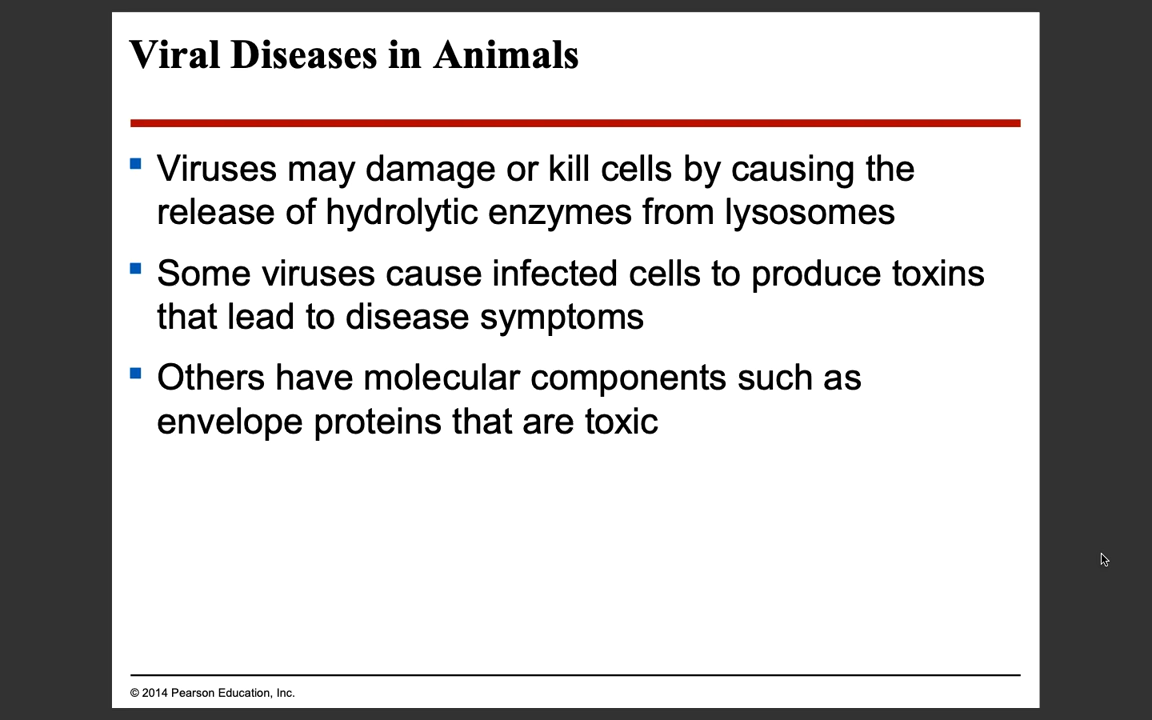 Viral Diseases in Animals
Viruses may damage or kill cells by causing the
release of hydrolytic enzymes from lysosomes
Some viruses cause infected cells to produce toxins
that lead to disease symptoms
Others have molecular components such as
envelope proteins that are toxic
© 2014 Pearson Education, Inc.